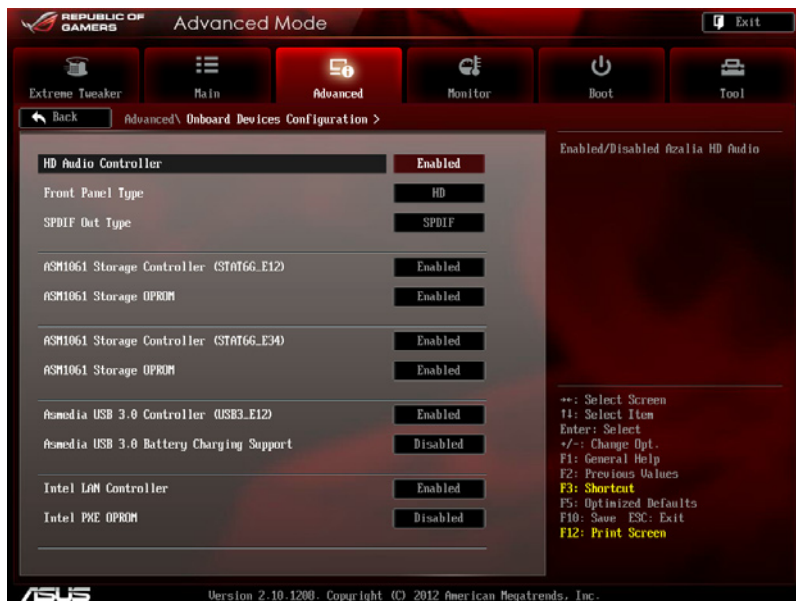 REPUBLIC OF
GAMERS
Advanced Mode
Exit
Extreme Tweaker
Main
Advanced
Monitor
Boot
Tool
Back
Advanced\ Onboard Devices Configuration >
Enabled/Disabled Azalia HD Audio
HD Audio Controller Enabled
Front Panel Type HD
SPDIF Out Type SPDIF
ASM1061 Storage Controller (STAT6G_E12) Enabled
ASM1061 Storage OPROM Enabled
ASM1061 Storage Controller (STAT6G_E34) Enabled
ASM1061 Storage OPROM Enabled
Asmedia USB 3.0 Controller (USB3_E12) Enabled
Asmedia USB 3.0 Battery Charging Support Disabled
Intel LAN Controller Enabled
Intel PXE OPROM Disabled
→←: Select Screen
↑↓: Select Item
Enter: Select
+/-: Change Opt.
F1: General Help
F2: Previous Values
F3: Shortcut
F5: Optimized Defaults
F10: Save ESC: Exit
F12: Print Screen
ASUS
Version 2.10.1208. Copyright (C) 2012 American Megatrends, Inc.